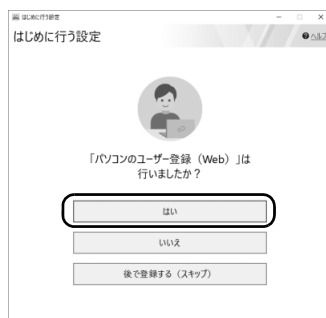 はじめに行う設定
はじめに行う設定
ヘルプ
「パソコンのユーザー登録（Web）」は
行いましたか？
はい
いいえ
後で登録する（スキップ）